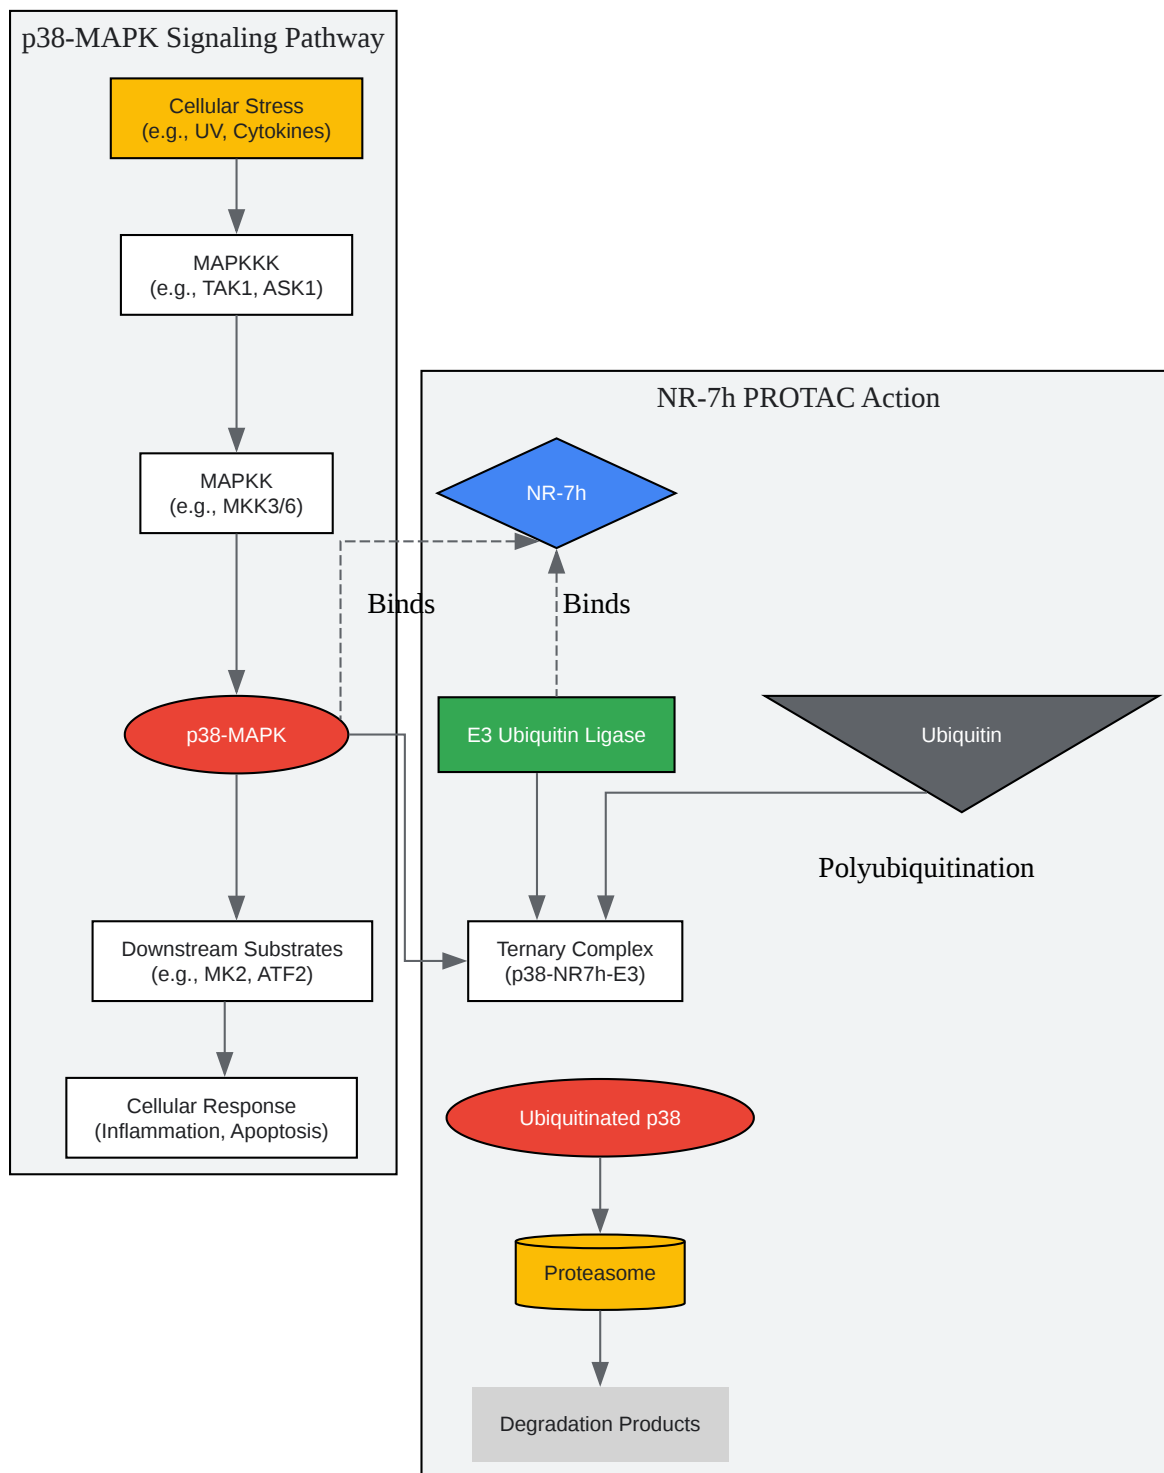 p38-MAPK Signaling Pathway
Cellular Stress
(e.g., UV, Cytokines)
MAPKKK
(e.g., TAK1, ASK1)
MAPKK
(e.g., MKK3/6)
p38-MAPK
Downstream Substrates
(e.g., MK2, ATF2)
Cellular Response
(Inflammation, Apoptosis)
NR-7h PROTAC Action
NR-7h
Binds
Binds
E3 Ubiquitin Ligase
Ubiquitin
Polyubiquitination
Ternary Complex
(p38-NR7h-E3)
Ubiquitinated p38
Proteasome
Degradation Products